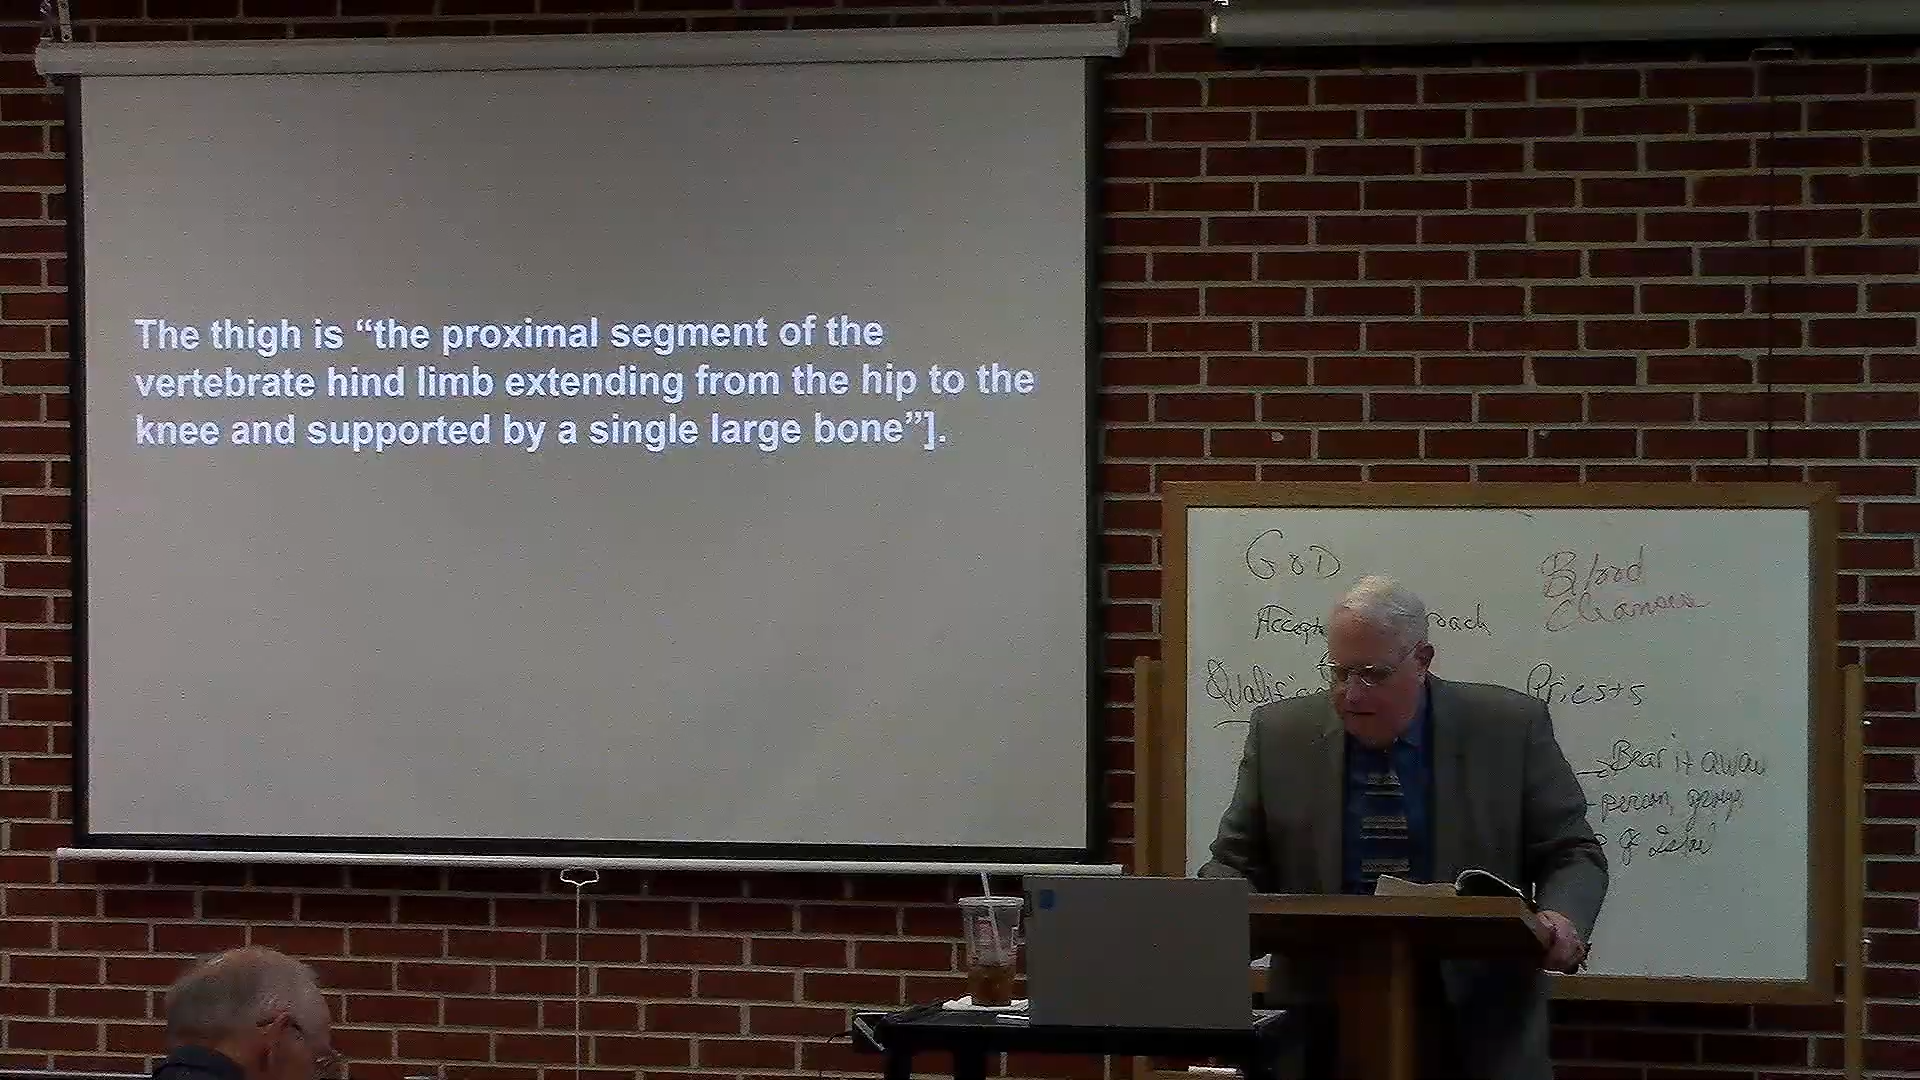 The thigh is “the proximal segment of the
vertebrate hind limb extending from the hip to the
knee and supported by a single large bone”].
GOD
Blood
Priests
Bear it away